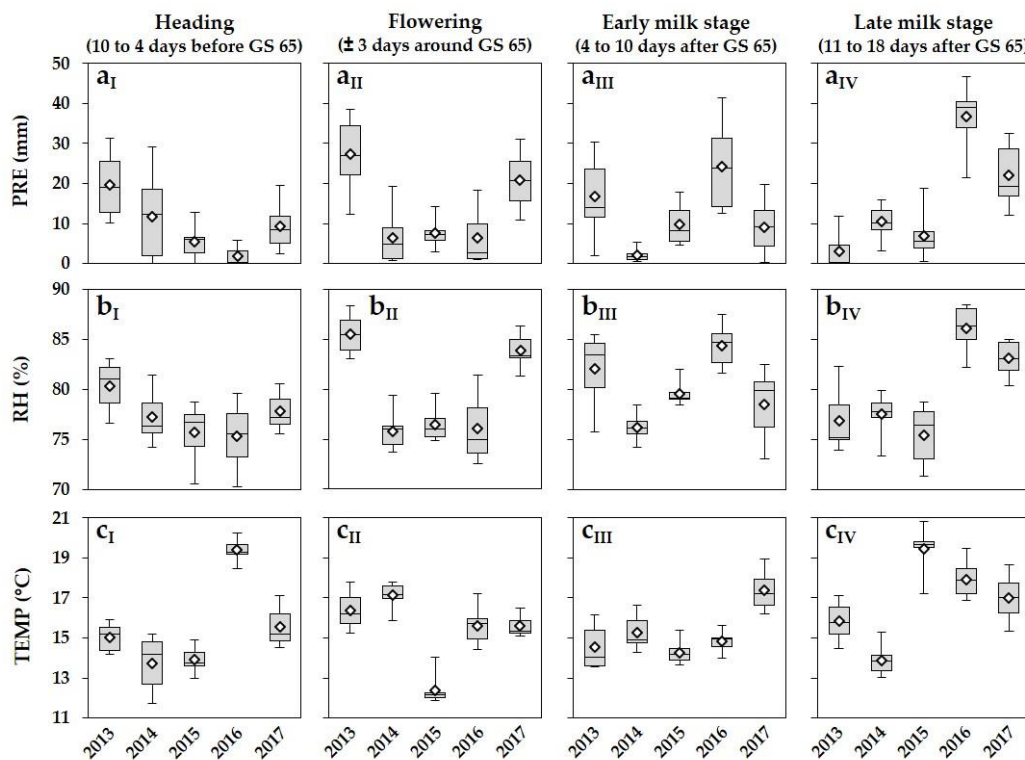 Heading
(10 to 4 days before GS 65)
Flowering
(± 3 days around GS 65)
Early milk stage
(4 to 10 days after GS 65)
Late milk stage
(11 to 18 days after GS 65)
PRE (mm)
50
40
30
20
10
0
aI
aII
aIII
aIV
RH (%)
90
85
80
75
70
bI
bII
bIII
bIV
TEMP (°C)
21
19
17
15
13
11
cI
cII
cIII
cIV
2013 2014 2015 2016 2017
2013 2014 2015 2016 2017
2013 2014 2015 2016 2017
2013 2014 2015 2016 2017